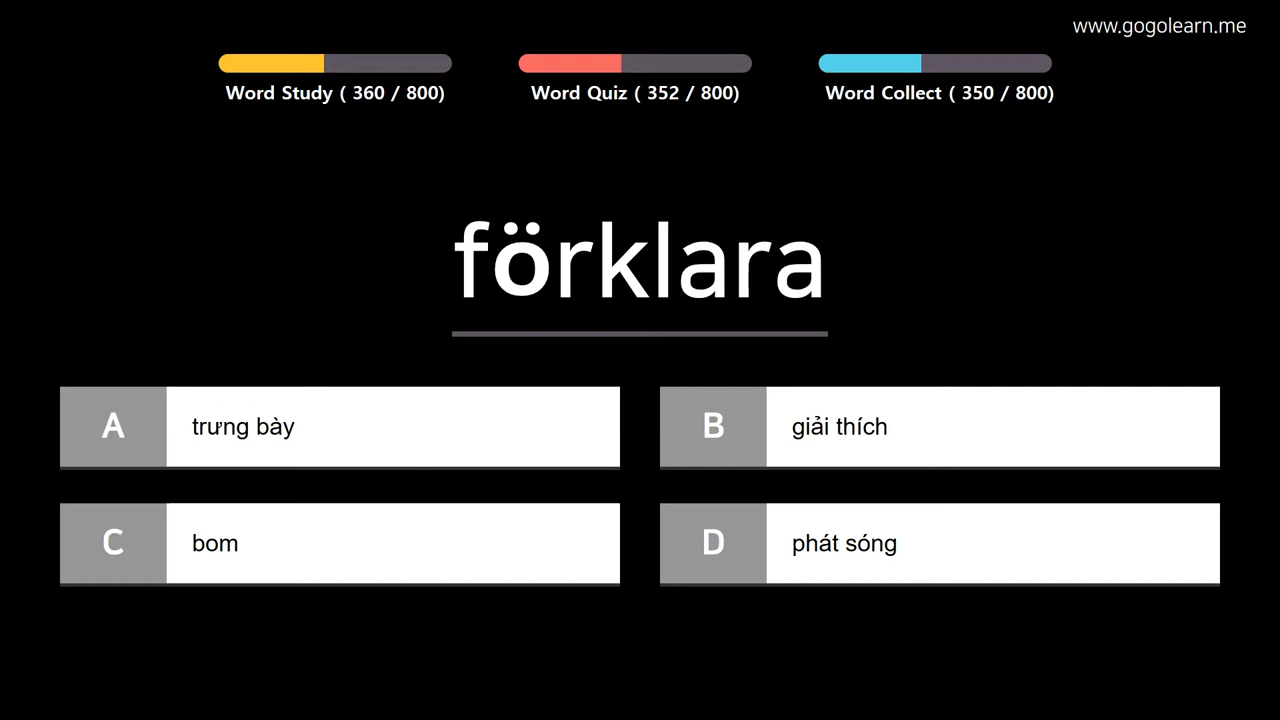 www.gogolearn.me
Word Study ( 360 / 800)
Word Quiz ( 352 / 800)
Word Collect ( 350 / 800)
förklara
A trưng bày
B giải thích
C bom
D phát sóng